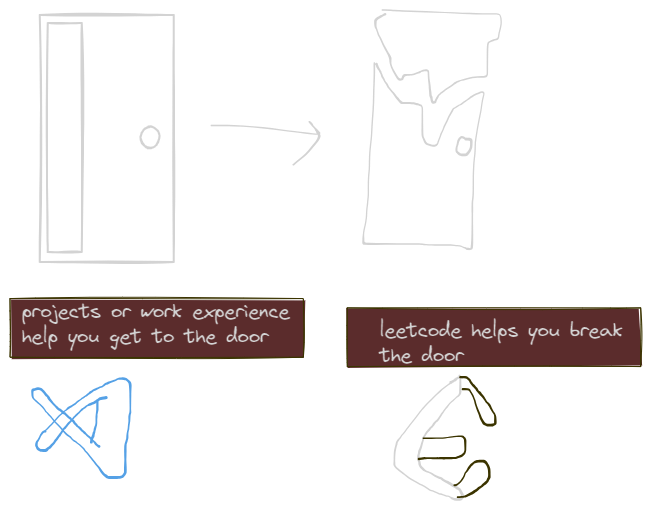 projects or work experience
help you get to the door
leetcode helps you break
the door